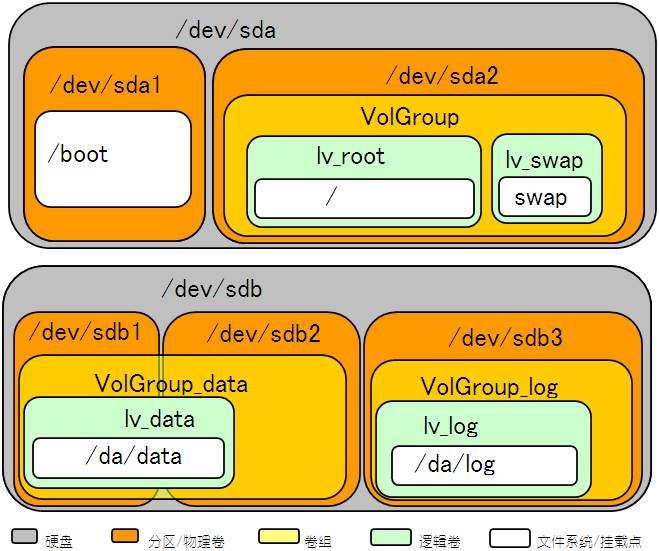 /dev/sda
/dev/sda1
/dev/sda2
VolGroup
/boot
lv_root
lv_swap
/
swap
/dev/sdb
/dev/sdb1
/dev/sdb2
/dev/sdb3
VolGroup_data
VolGroup_log
lv_data
lv_log
/da/data
/da/log
硬盘 分区/物理卷 卷组 逻辑卷 文件系统/挂载点